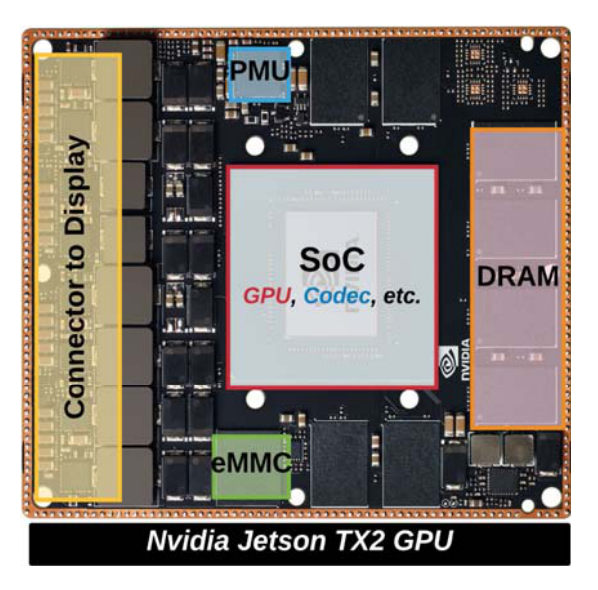 PMU
Connector to Display
SoC
GPU, Codec, etc.
DRAM
NVIDIA
eMMC
Nvidia Jetson TX2 GPU